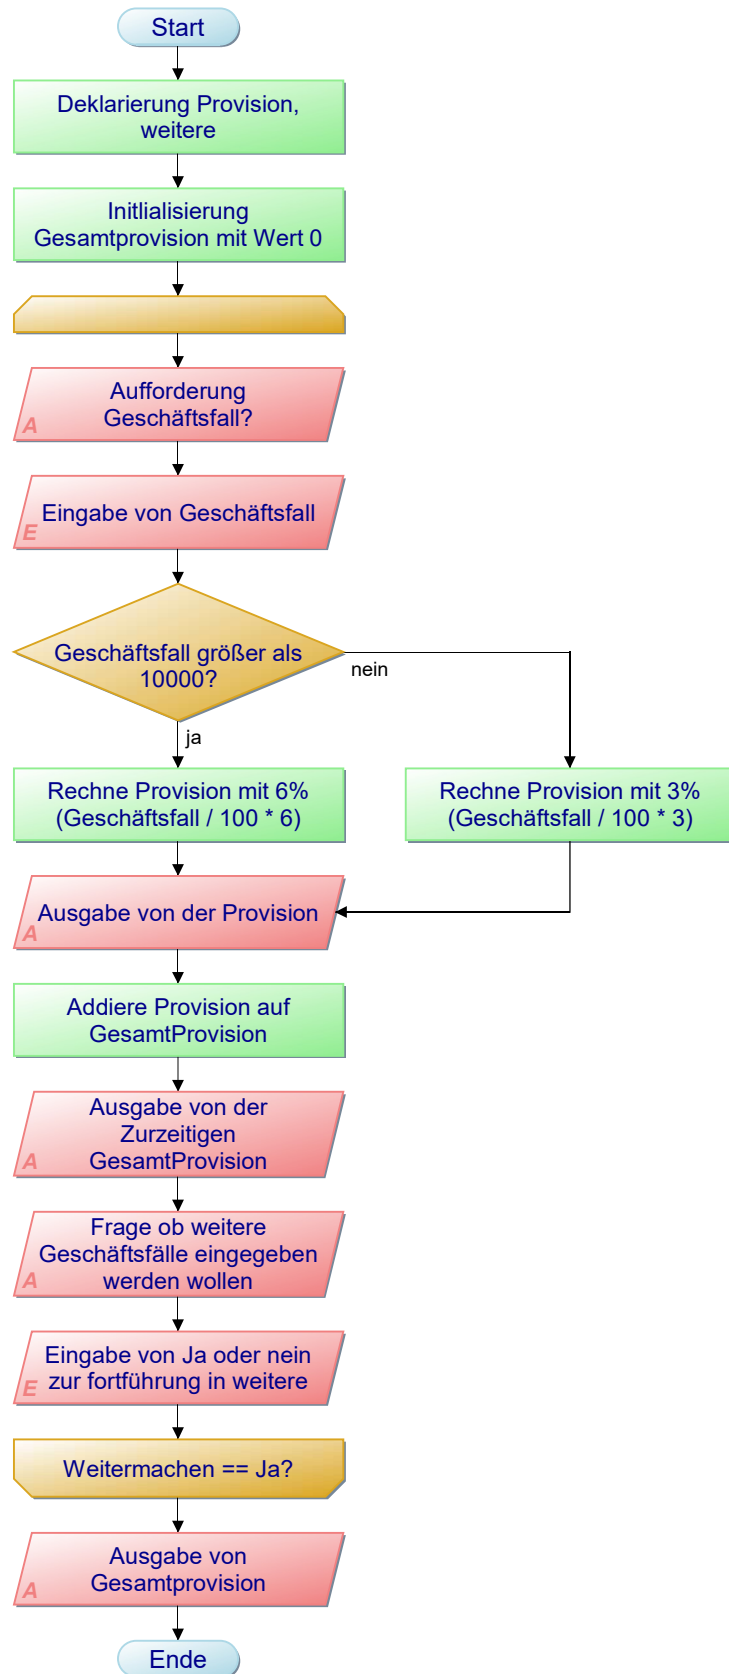 Start
Deklarierung Provision,
weitere
Initlialisierung
Gesamtprovision mit Wert 0
Aufforderung
Geschäftsfall?
A
Eingabe von Geschäftsfall
E
Geschäftsfall größer als
10000?
nein
ja
Rechne Provision mit 6%
(Geschäftsfall / 100 * 6)
Rechne Provision mit 3%
(Geschäftsfall / 100 * 3)
Ausgabe von der Provision
A
Addiere Provision auf
GesamtProvision
Ausgabe von der
Zurzeitigen
GesamtProvision
A
Frage ob weitere
Geschäftsfälle eingegeben
werden wollen
A
Eingabe von Ja oder nein
zur fortführung in weitere
E
Weitermachen == Ja?
Ausgabe von
Gesamtprovision
A
Ende